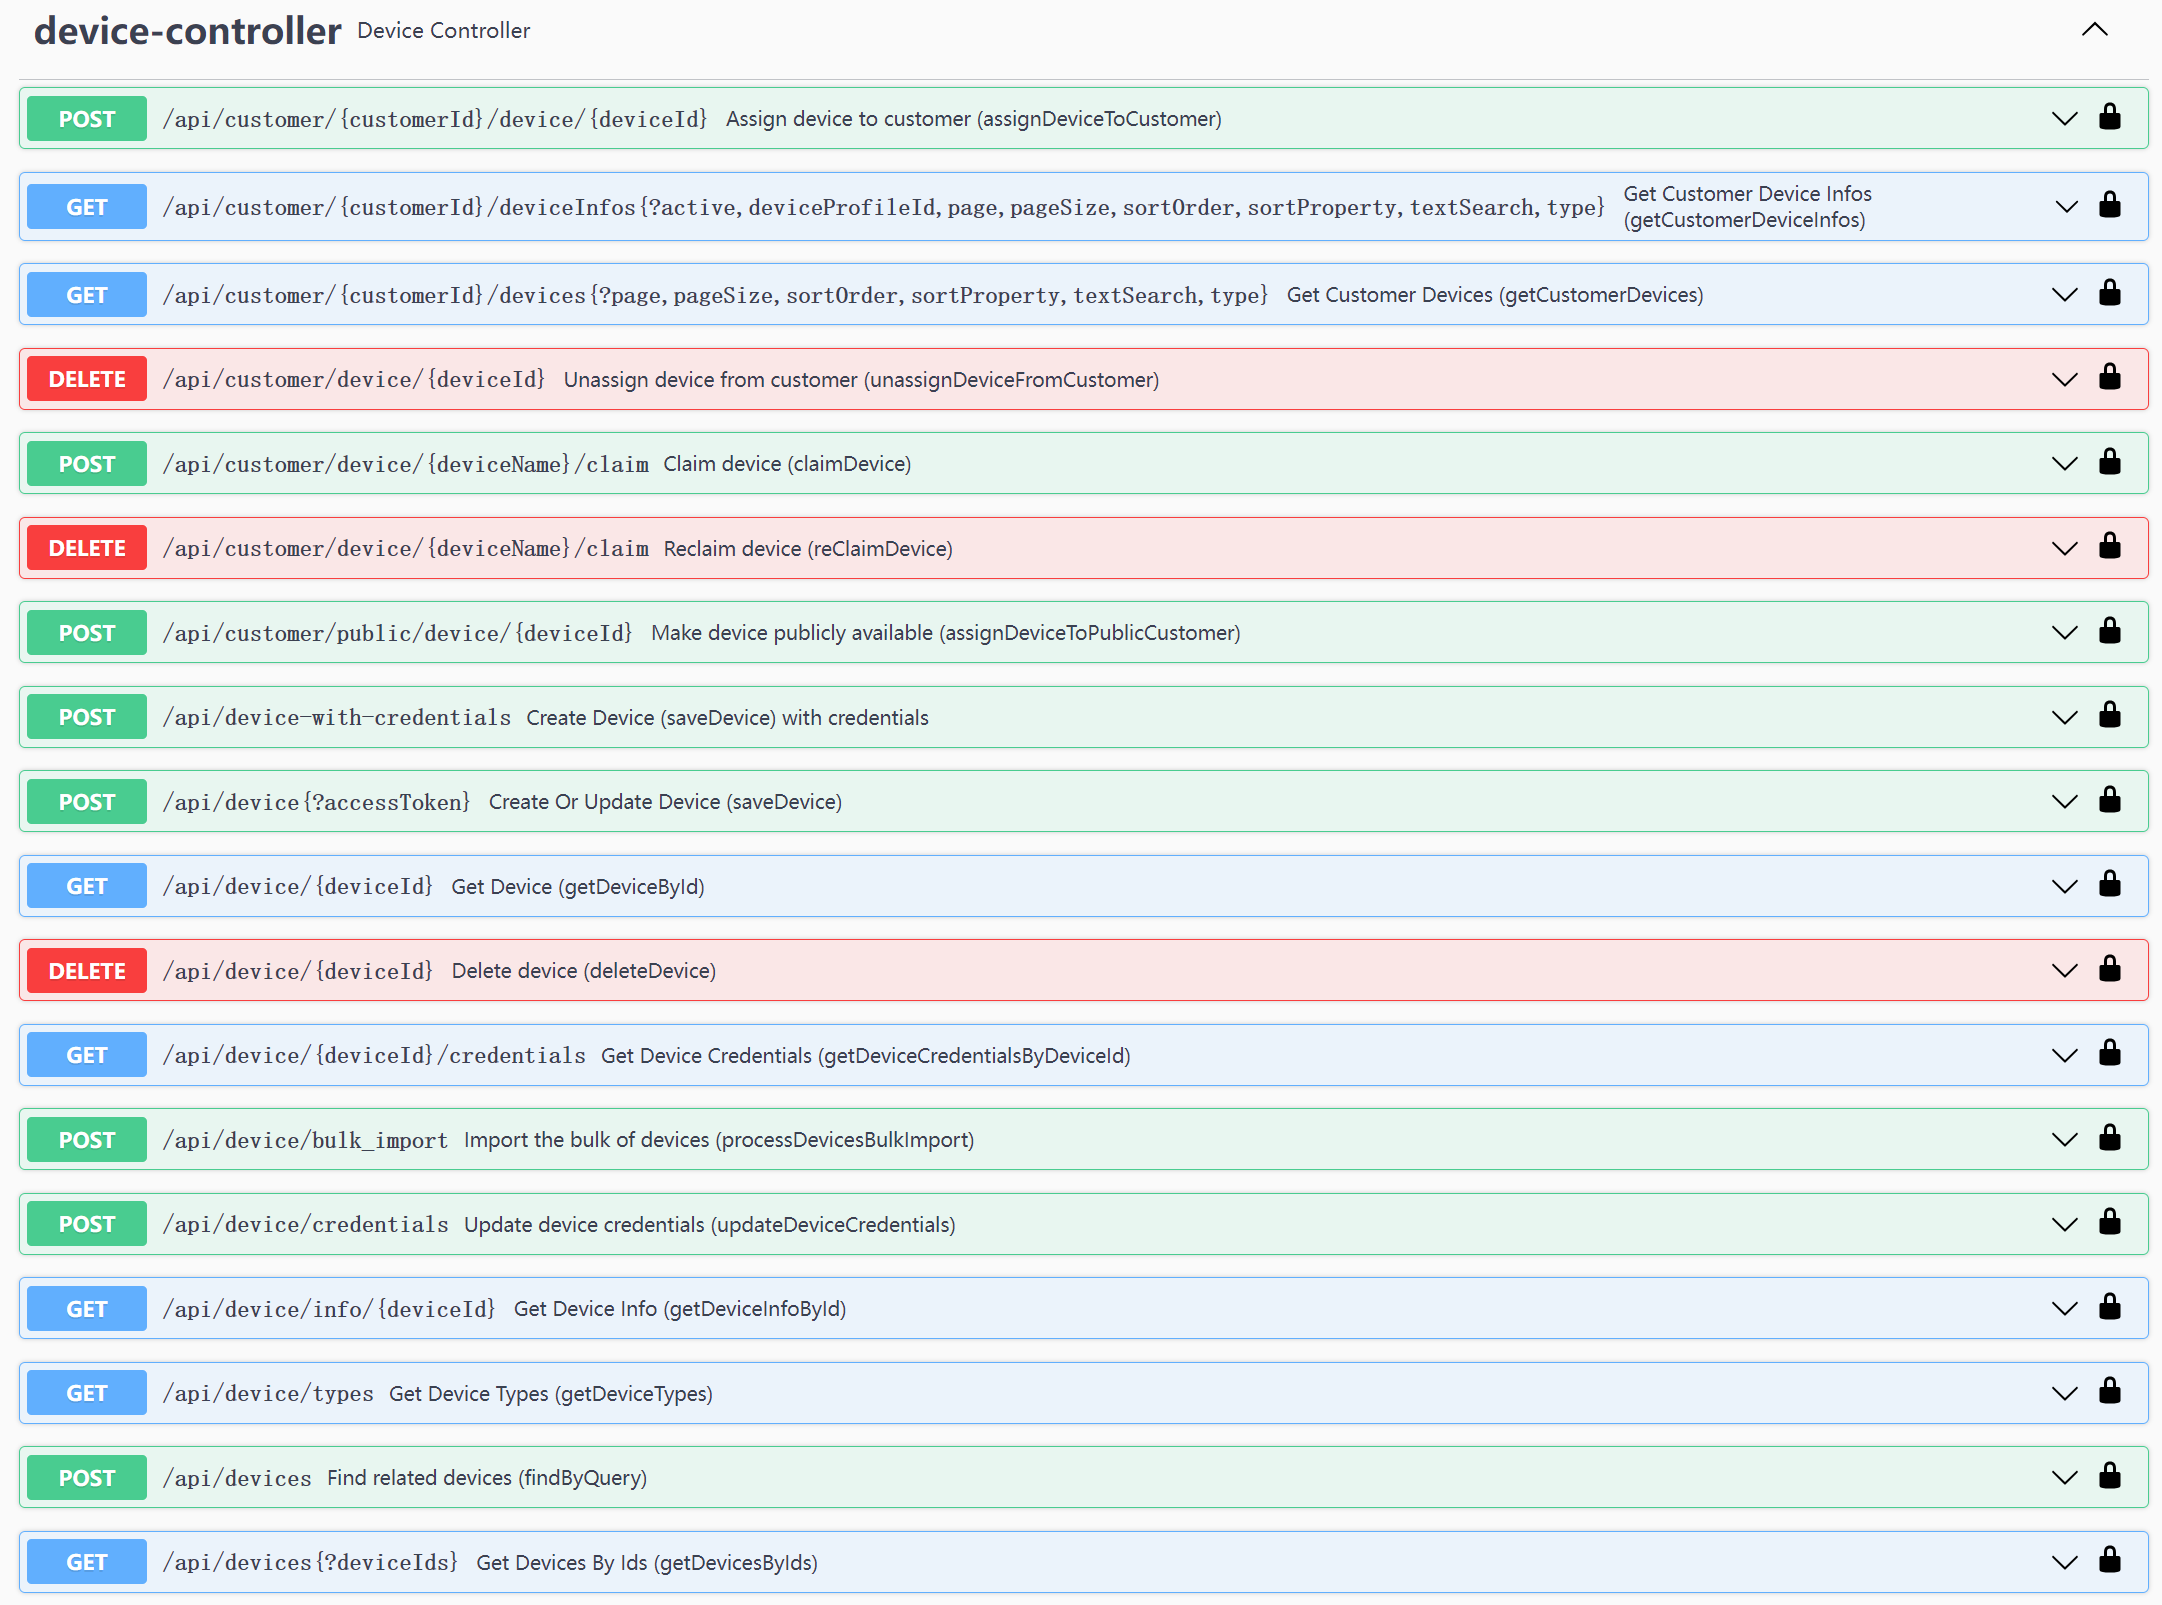 device-controller Device Controller
POST /api/customer/{customerId}/device/{deviceId} Assign device to customer (assignDeviceToCustomer)
GET /api/customer/{customerId}/deviceInfos{?active,deviceProfileId,page,pageSize,sortOrder,sortProperty,textSearch,type} Get Customer Device Infos
(getCustomerDeviceInfos)
GET /api/customer/{customerId}/devices{?page,pageSize,sortOrder,sortProperty,textSearch,type} Get Customer Devices (getCustomerDevices)
DELETE /api/customer/device/{deviceId} Unassign device from customer (unassignDeviceFromCustomer)
POST /api/customer/device/{deviceName}/claim Claim device (claimDevice)
DELETE /api/customer/device/{deviceName}/claim Reclaim device (reClaimDevice)
POST /api/customer/public/device/{deviceId} Make device publicly available (assignDeviceToPublicCustomer)
POST /api/device-with-credentials Create Device (saveDevice) with credentials
POST /api/device{?accessToken} Create Or Update Device (saveDevice)
GET /api/device/{deviceId} Get Device (getDeviceById)
DELETE /api/device/{deviceId} Delete device (deleteDevice)
GET /api/device/{deviceId}/credentials Get Device Credentials (getDeviceCredentialsByDeviceId)
POST /api/device/bulk_import Import the bulk of devices (processDevicesBulkImport)
POST /api/device/credentials Update device credentials (updateDeviceCredentials)
GET /api/device/info/{deviceId} Get Device Info (getDeviceInfoById)
GET /api/device/types Get Device Types (getDeviceTypes)
POST /api/devices Find related devices (findByQuery)
GET /api/devices{?deviceIds} Get Devices By Ids (getDevicesByIds)